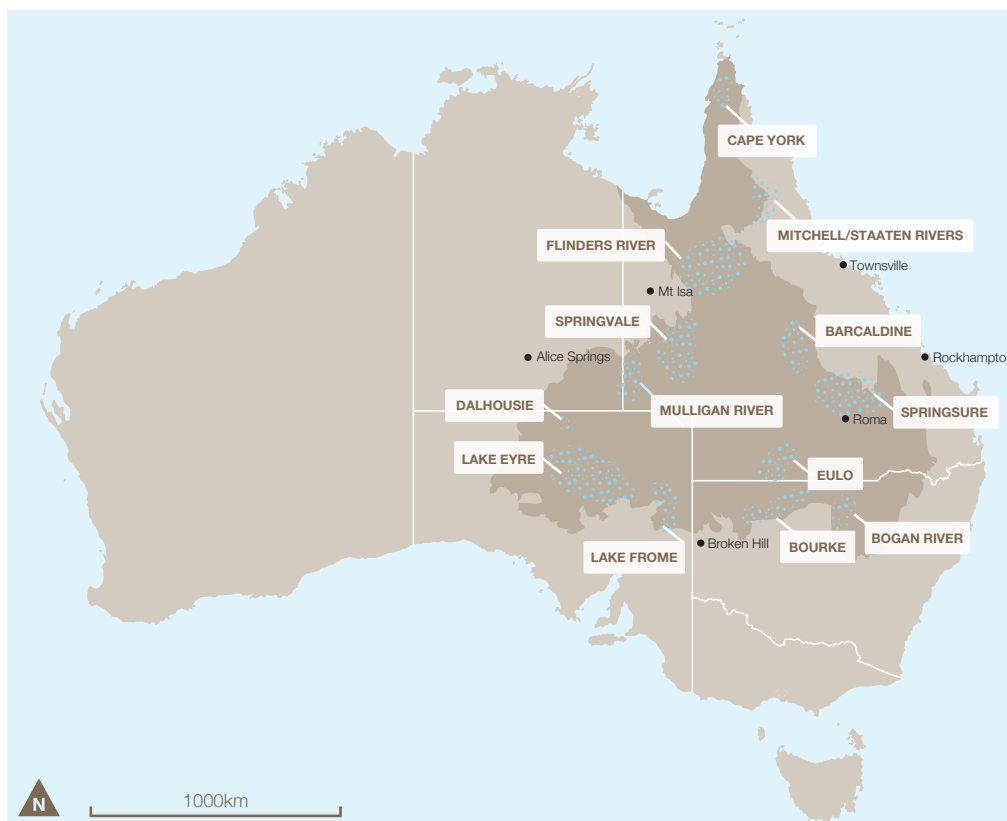 CAPE YORK
MITCHELL/STAATEN RIVERS
FLINDERS RIVER
Townsville
Mt Isa
SPRINGVALE
BARCALDINE
Alice Springs
Rockhampton
DALHOUSIE
MULLIGAN RIVER
SPRINGSURE
Roma
LAKE EYRE
EULO
LAKE FROME
Broken Hill
BOURKE
BOGAN RIVER
N
1000km